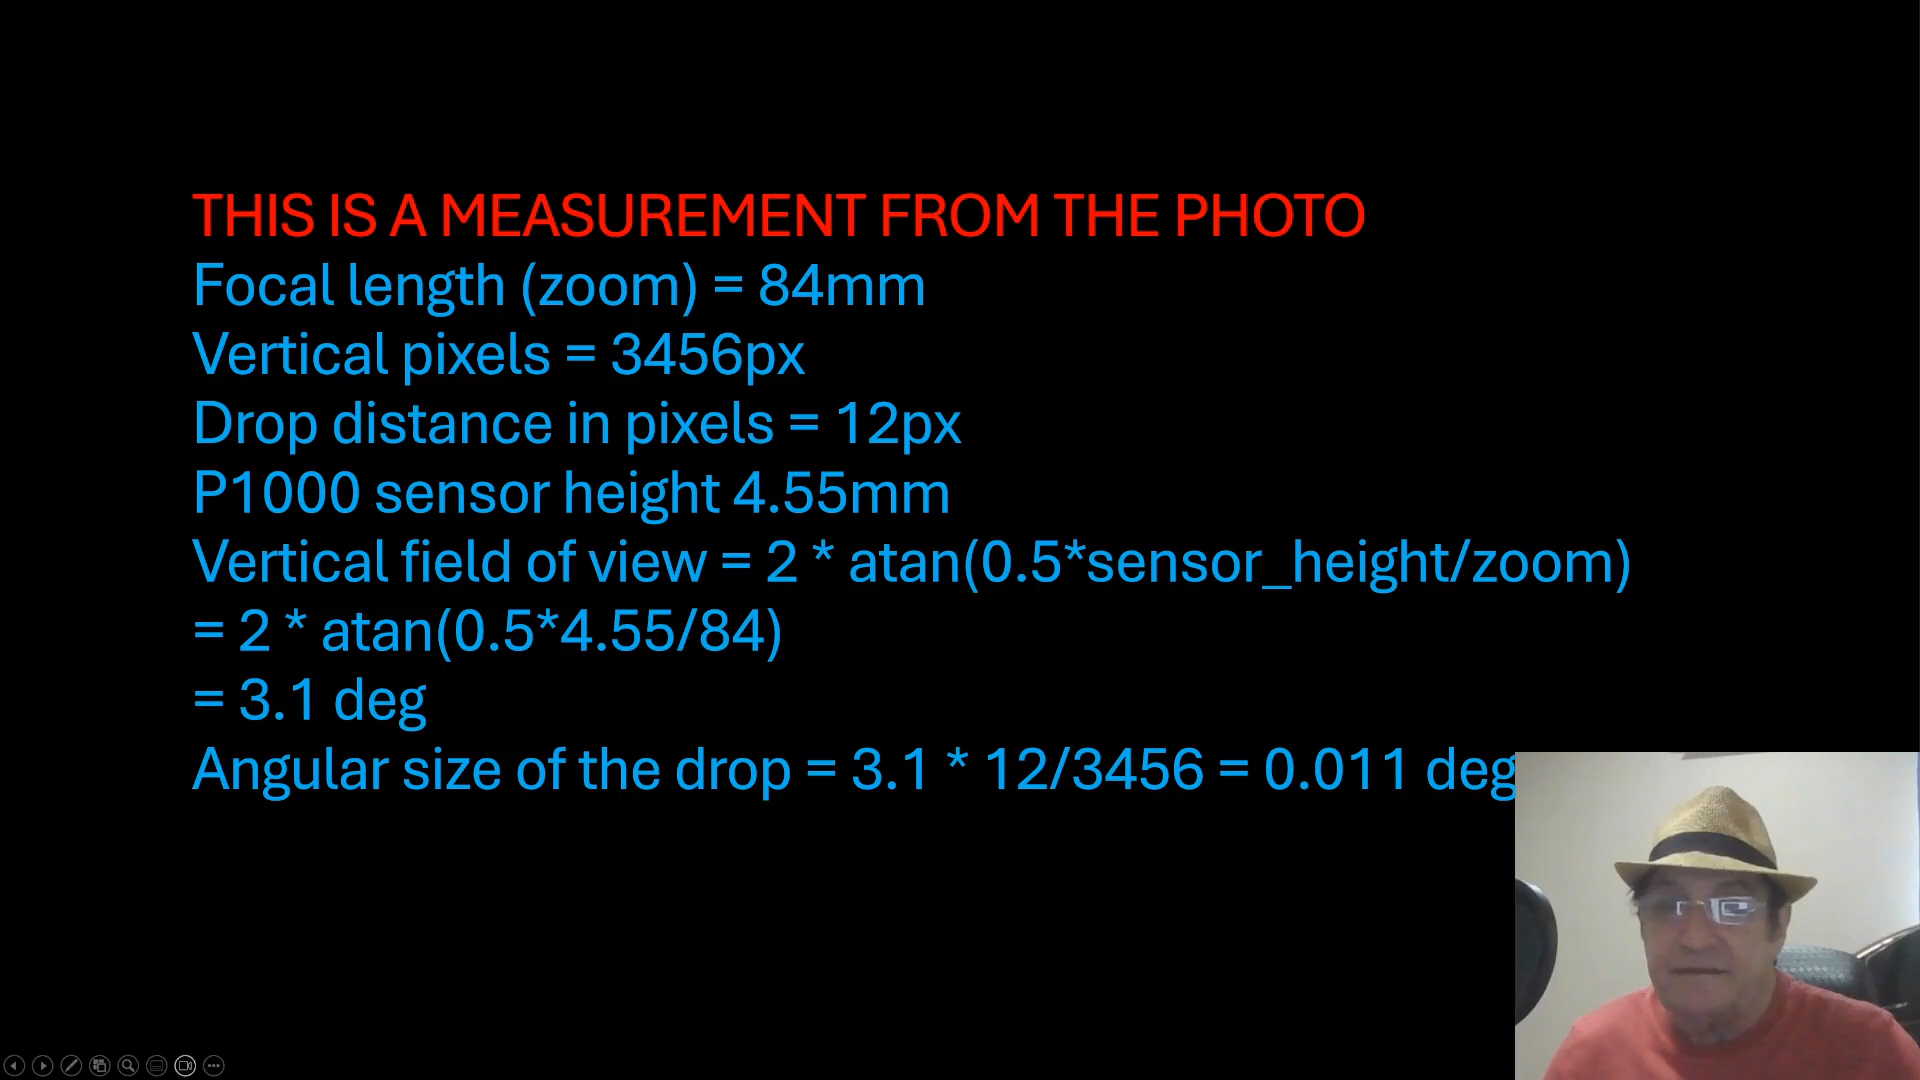 THIS IS A MEASUREMENT FROM THE PHOTO
Focal length (zoom) = 84mm
Vertical pixels = 3456px
Drop distance in pixels = 12px
P1000 sensor height 4.55mm
Vertical field of view = 2 * atan(0.5*sensor_height/zoom)
= 2 * atan(0.5*4.55/84)
= 3.1 deg
Angular size of the drop = 3.1 * 12/3456 = 0.011 deg